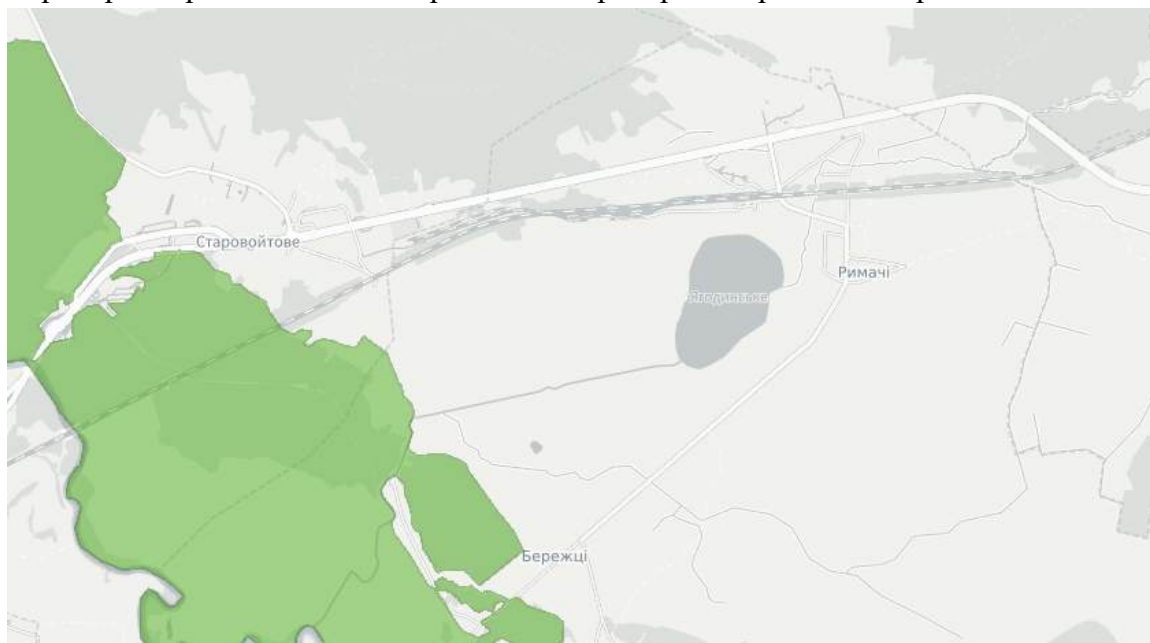 Старовойтове
Ягодинське
Римачі
Бережці